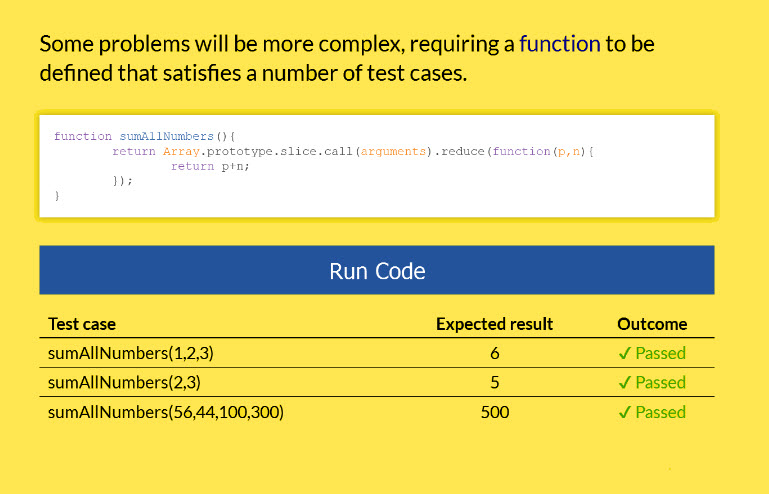 Some problems will be more complex, requiring a function to be
defined that satisfies a number of test cases.
function sumAllNumbers(){
return Array.prototype.slice.call(arguments).reduce(function(p,n){
return p+n;
});
}
Run Code
Test case Expected result Outcome
sumAllNumbers(1,2,3) 6 ✓ Passed
sumAllNumbers(2,3) 5 ✓ Passed
sumAllNumbers(56,44,100,300) 500 ✓ Passed